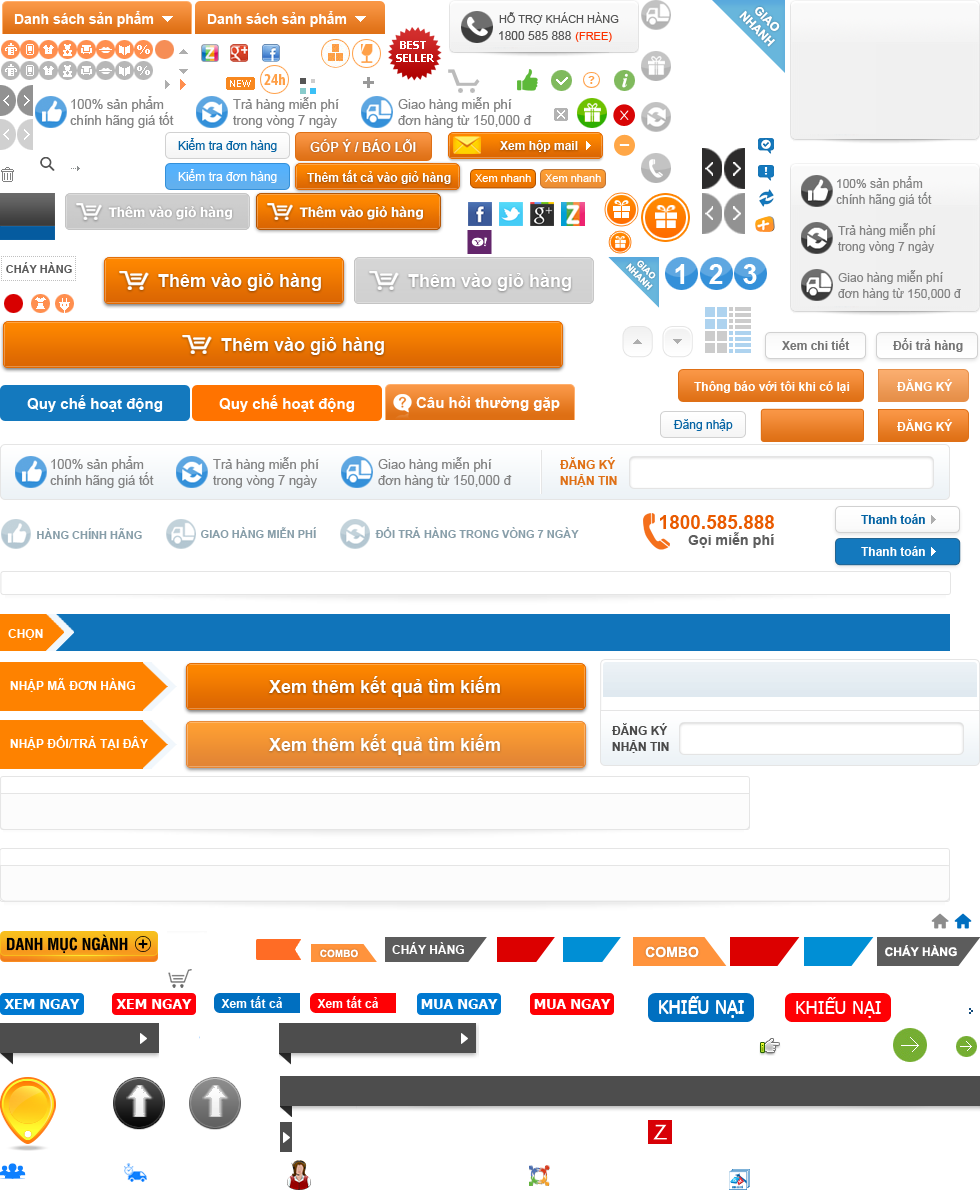 Danh sách sản phẩm
Danh sách sản phẩm
HỖ TRỢ KHÁCH HÀNG
1800 585 888 (FREE)
GIAO
NHANH
BEST
SELLER
NEW
24h
100% sản phẩm
chính hãng giá tốt
Trả hàng miễn phí
trong vòng 7 ngày
Giao hàng miễn phí
đơn hàng từ 150,000 đ
Kiểm tra đơn hàng
GÓP Ý / BÁO LỖI
Xem hộp mail
Kiểm tra đơn hàng
Thêm tất cả vào giỏ hàng
Xem nhanh
Xem nhanh
100% sản phẩm
chính hãng giá tốt
Trả hàng miễn phí
trong vòng 7 ngày
Giao hàng miễn phí
đơn hàng từ 150,000 đ
Thêm vào giỏ hàng
Thêm vào giỏ hàng
Y!
CHÁY HÀNG
Thêm vào giỏ hàng
Thêm vào giỏ hàng
GIAO
NHANH
1 2 3
Thêm vào giỏ hàng
Xem chi tiết
Đổi trả hàng
Thông báo với tôi khi có lại
ĐĂNG KÝ
Quy chế hoạt động
Quy chế hoạt động
Câu hỏi thường gặp
Đăng nhập
ĐĂNG KÝ
100% sản phẩm
chính hãng giá tốt
Trả hàng miễn phí
trong vòng 7 ngày
Giao hàng miễn phí
đơn hàng từ 150,000 đ
ĐĂNG KÝ
NHẬN TIN
HÀNG CHÍNH HÃNG
GIAO HÀNG MIỄN PHÍ
ĐỔI TRẢ HÀNG TRONG VÒNG 7 NGÀY
1800.585.888
Gọi miễn phí
Thanh toán
Thanh toán
CHỌN
NHẬP MÃ ĐƠN HÀNG
Xem thêm kết quả tìm kiếm
NHẬP ĐỔI/TRẢ TẠI ĐÂY
Xem thêm kết quả tìm kiếm
ĐĂNG KÝ
NHẬN TIN
DANH MỤC NGÀNH
COMBO
CHÁY HÀNG
COMBO
CHÁY HÀNG
XEM NGAY
XEM NGAY
Xem tất cả
Xem tất cả
MUA NGAY
MUA NGAY
KHIẾU NẠI
KHIẾU NẠI
Z